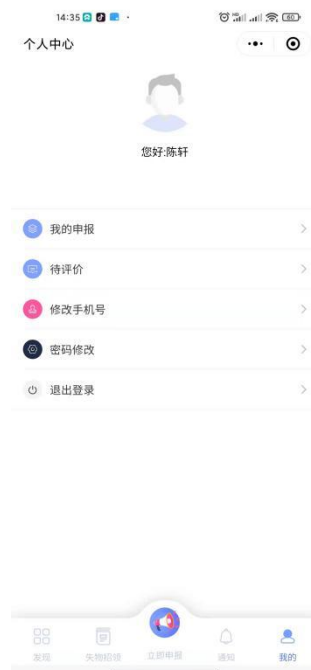 14:35
60
个人中心
您好:陈轩
我的申报
待评价
修改手机号
密码修改
退出登录
发现
失物招领
立即申报
通知
我的